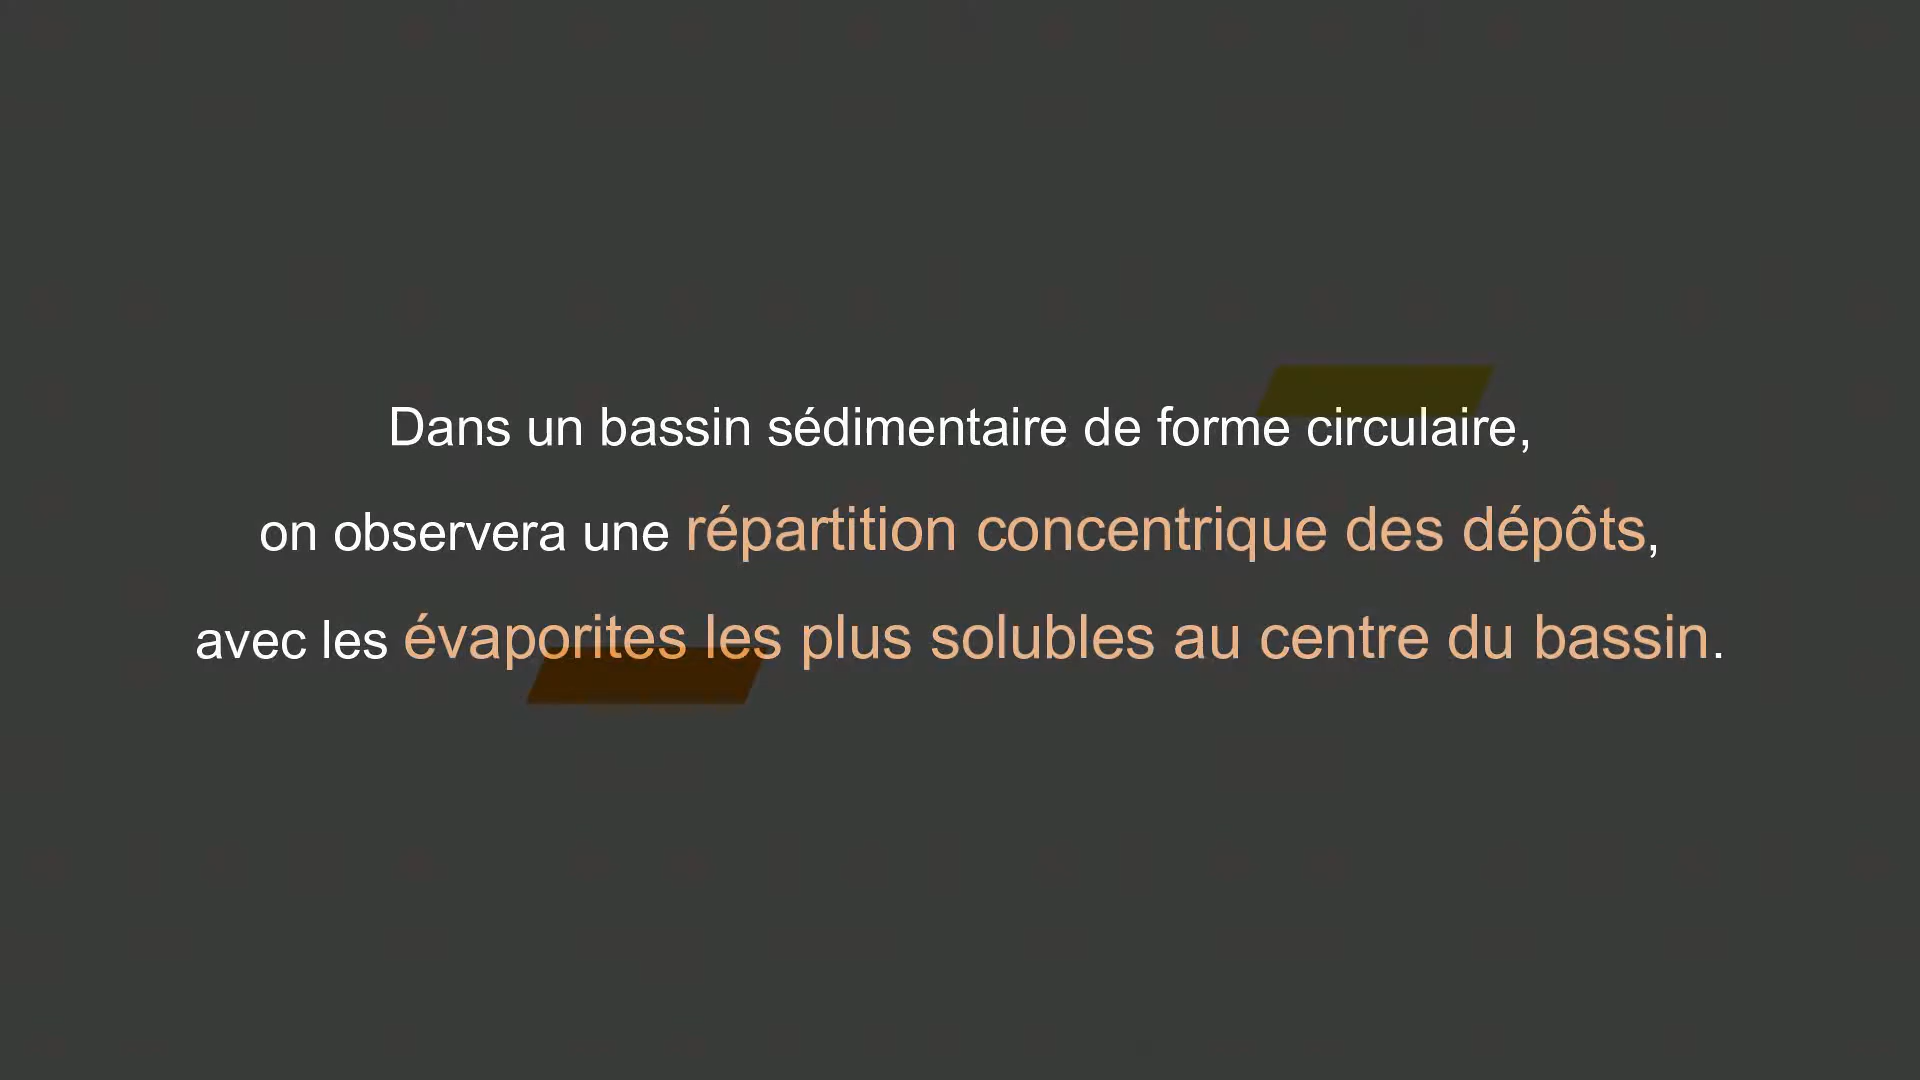 Dans un bassin sédimentaire de forme circulaire,
on observera une répartition concentrique des dépôts,
avec les évaporites les plus solubles au centre du bassin.